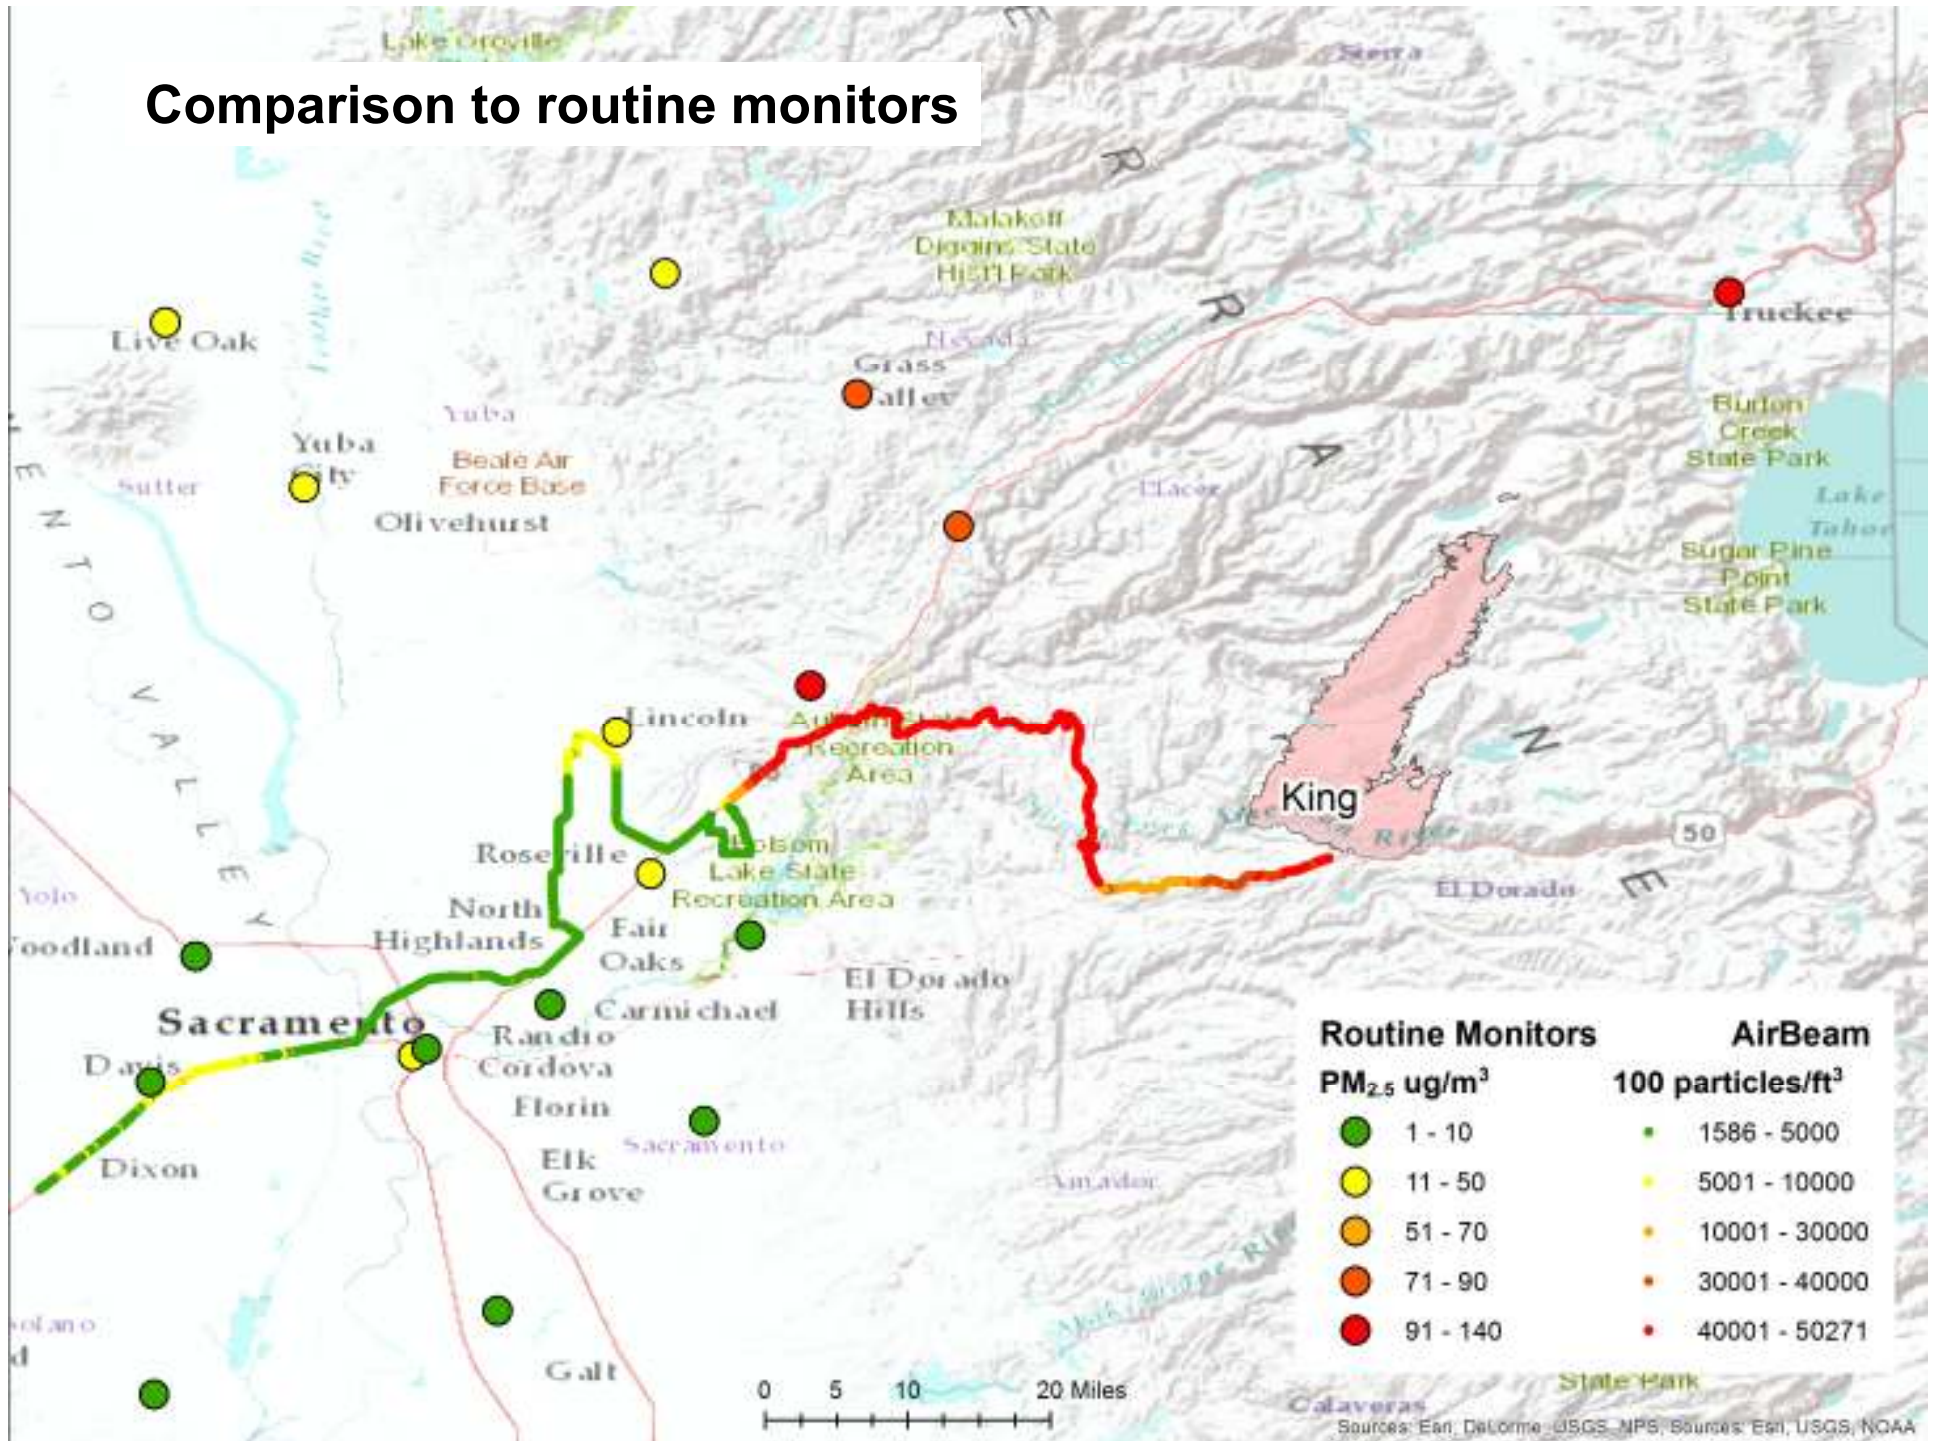 Lake Oroville
Comparison to routine monitors
Sierra
E
R
R
A
N
E
Malakoff
Diggins State
Hist'l Park
Live Oak
Nevada
Grass
alley
Truckee
Yuba
Yuba
City
Beale Air
Force Base
Olivehurst
Sutter
Placer
Burton
Creek
State Park
Lake
Tahoe
Sugar Pine
Point
State Park
E
N
T
O
V
A
L
L
E
Y
Lincoln
Auburn State
Recreation
Area
King
50
Roseville
Folsom
Lake State
Recreation Area
El Dorado
Yolo
North
Highlands
Fair
Oaks
oodland
El Dorado
Hills
Carmichael
Sacramento
Davis
Rancho
Cordova
Florin
Sacramento
Dixon
Elk
Grove
Amador
olano
d
Galt
Routine Monitors AirBeam
PM2.5 ug/m³ 100 particles/ft³
1 - 10 1586 - 5000
11 - 50 5001 - 10000
51 - 70 10001 - 30000
71 - 90 30001 - 40000
91 - 140 40001 - 50271
0 5 10 20 Miles
State Park
Calaveras
Sources: Esri, DeLorme, USGS, NPS, Sources: Esri, USGS, NOAA